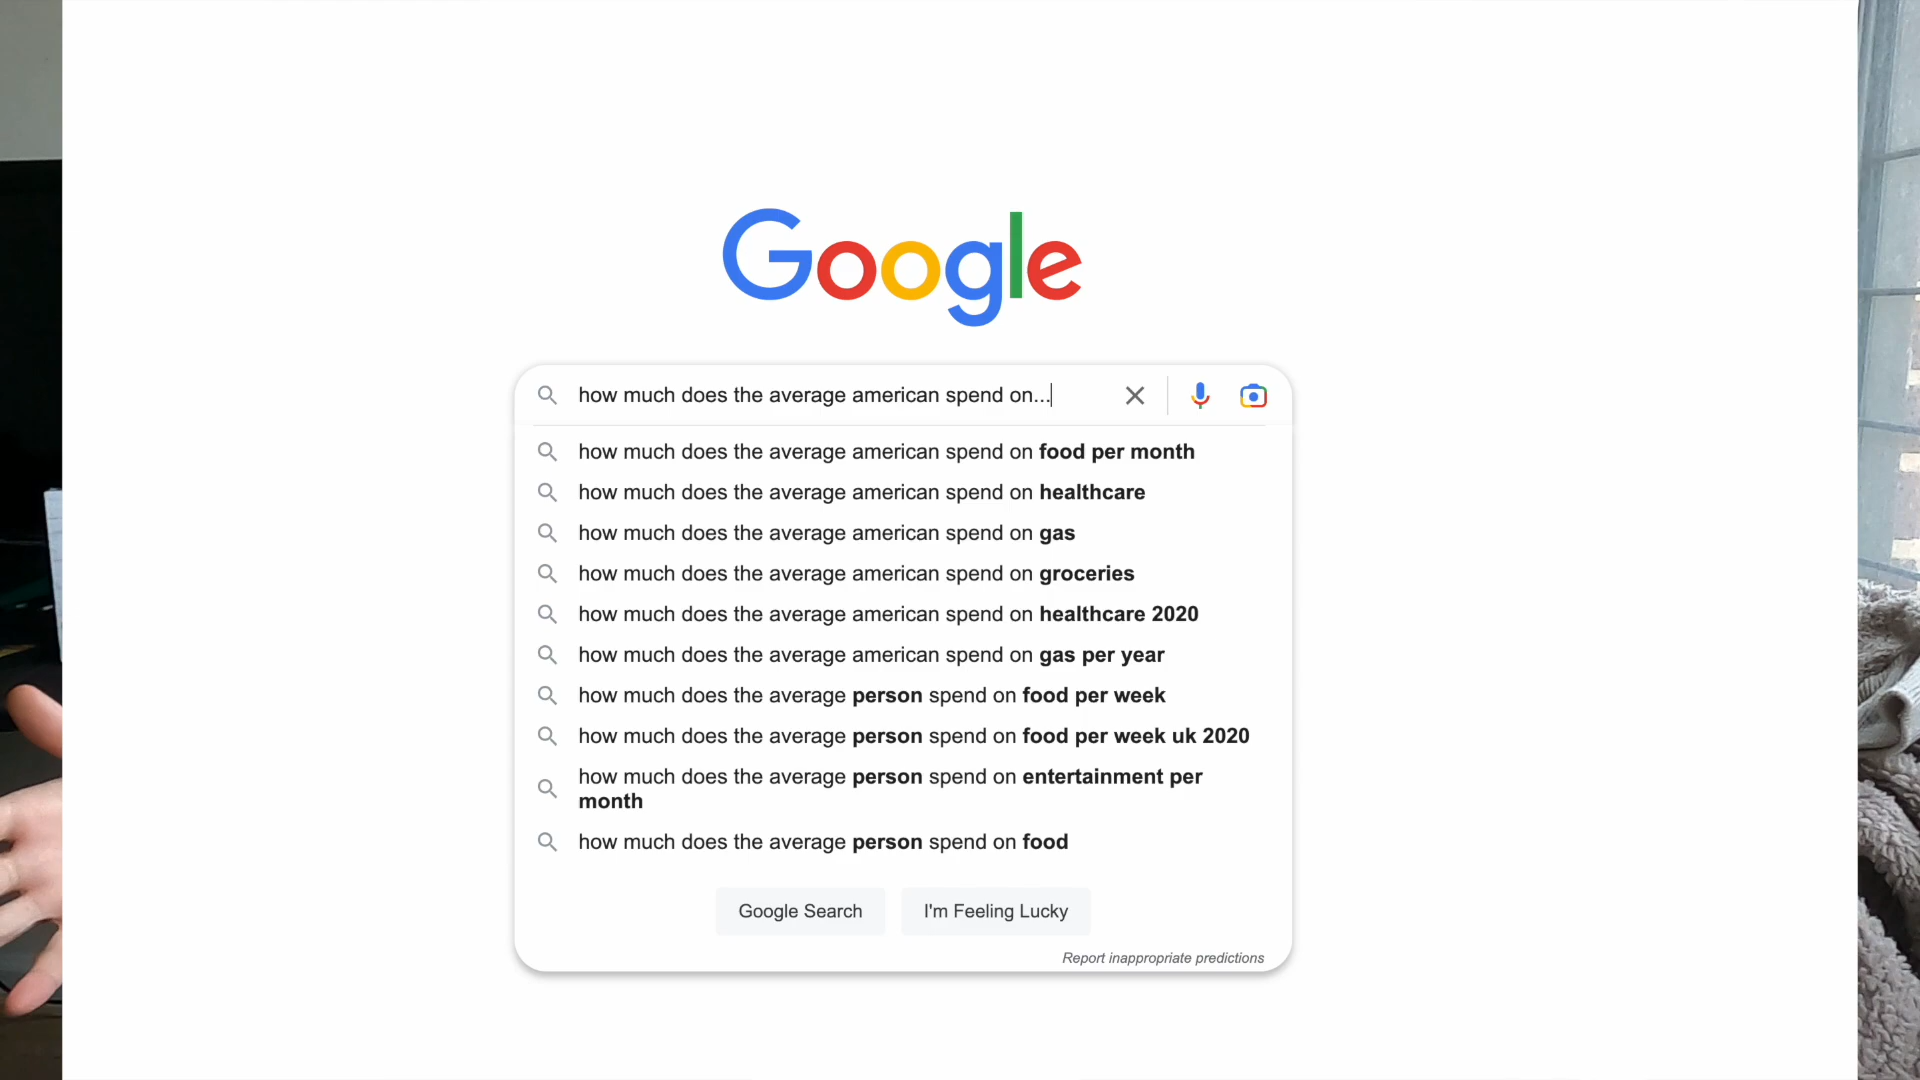 Google
how much does the average american spend on...
how much does the average american spend on food per month
how much does the average american spend on healthcare
how much does the average american spend on gas
how much does the average american spend on groceries
how much does the average american spend on healthcare 2020
how much does the average american spend on gas per year
how much does the average person spend on food per week
how much does the average person spend on food per week uk 2020
how much does the average person spend on entertainment per
month
how much does the average person spend on food
Google Search
I'm Feeling Lucky
Report inappropriate predictions